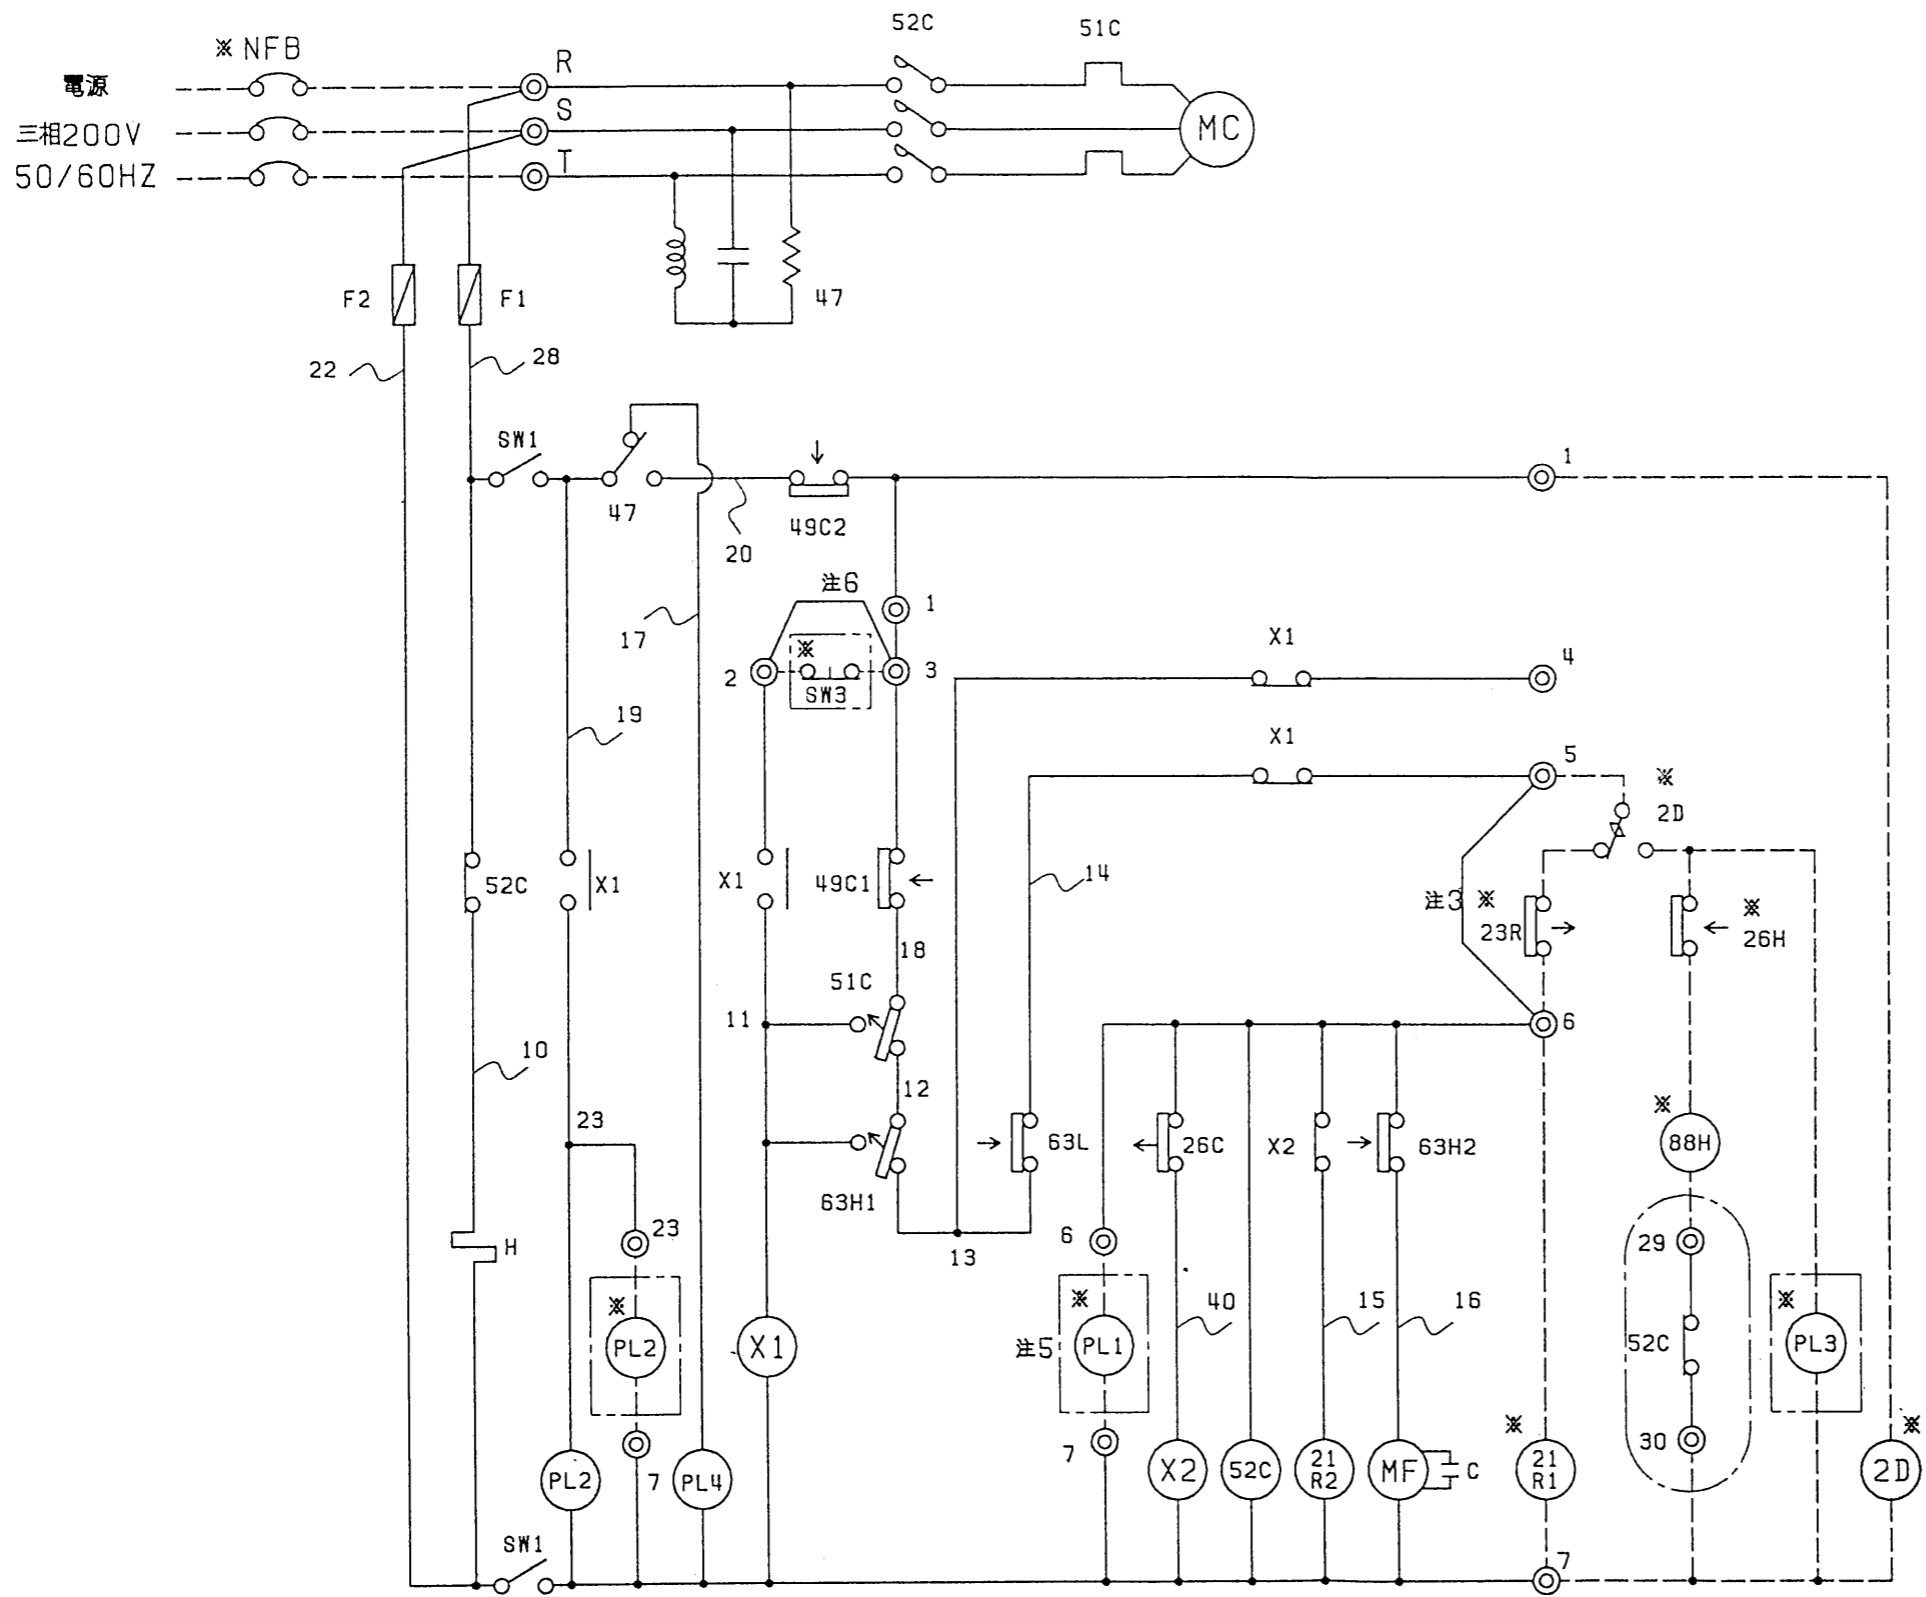 52C
51C
※NFB
R
電源
S
MC
三相200V
T
50/60HZ
F2
F1
47
22
28
SW1
1
47
49C2
20
注6
1
17
X1
2
※
3
4
SW3
19
X1
5
※
2D
52C
X1
X1
49C1
14
注3
※
23R
※
26H
18
51C
11
6
10
12
※
23
63L
26C
X2
63H2
88H
63H1
23
6
29
H
13
※
※
40
15
16
※
PL2
X1
注5
PL1
52C
PL3
※
※
7
30
PL2
7
PL4
X2
52C
21
R2
MF
C
21
R1
2D
SW1
7